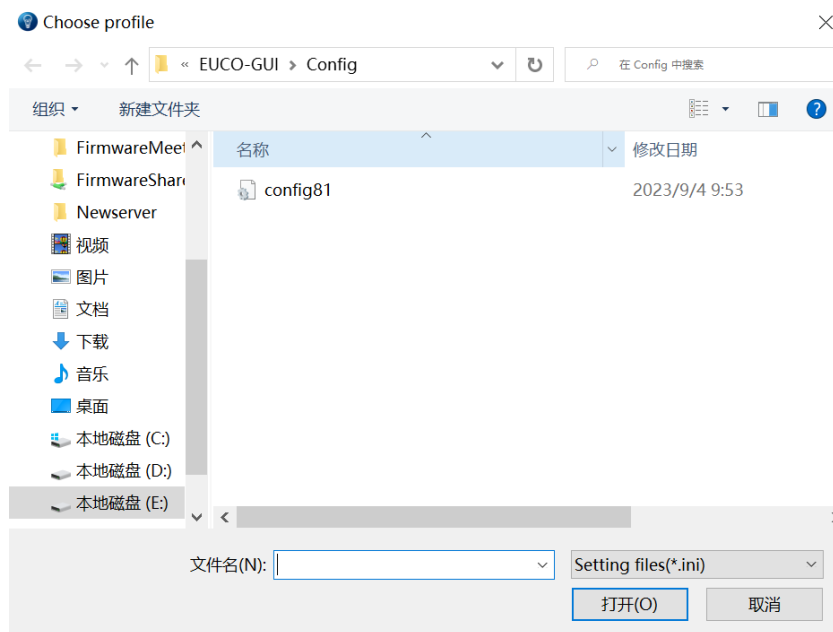 Choose profile
« EUCO-GUI › Config
在 Config 中搜索
组织
新建文件夹
?
FirmwareMeet
FirmwareShare
Newserver
视频
图片
文档
下载
音乐
桌面
本地磁盘 (C:)
本地磁盘 (D:)
本地磁盘 (E:)
名称
修改日期
config81
2023/9/4 9:53
文件名(N):
Setting files(*.ini)
打开(O)
取消